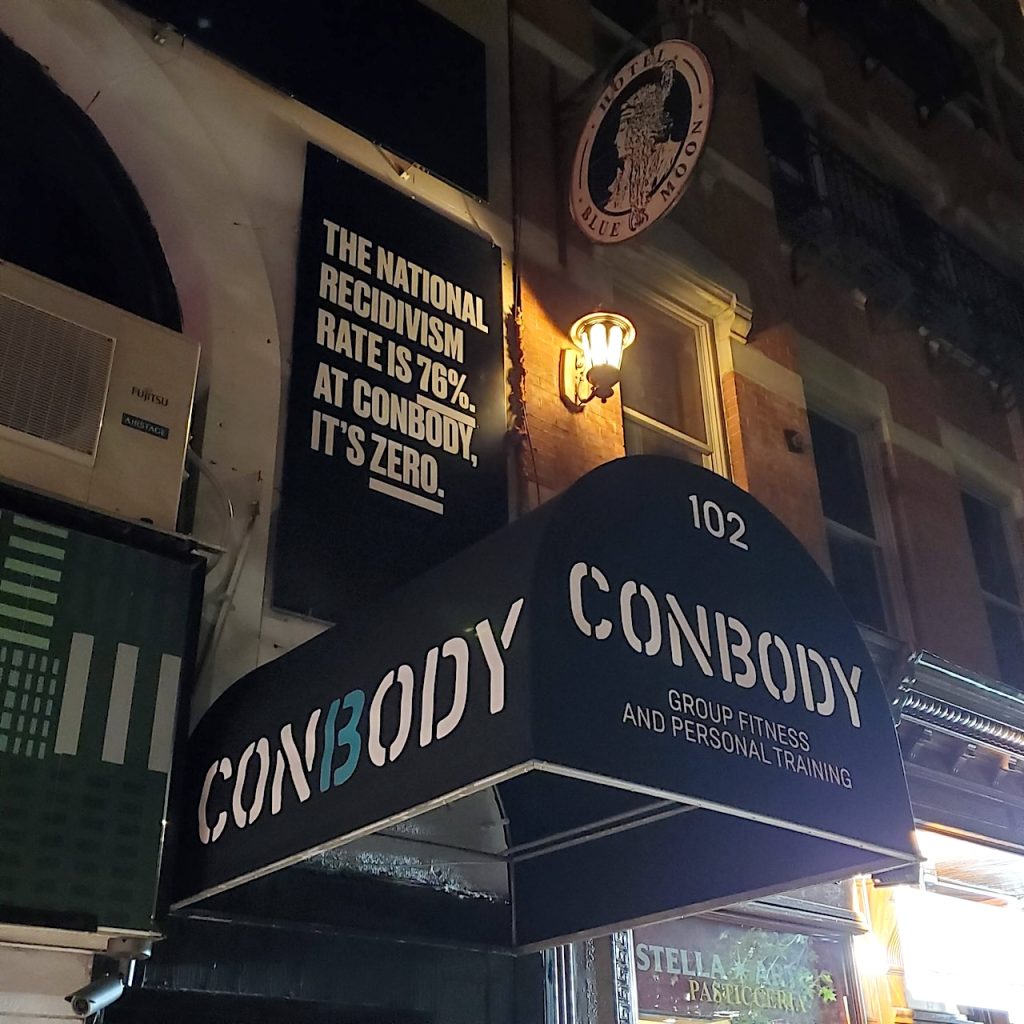 HOTEL
BLUE MOON
THE NATIONAL
RECIDIVISM
RATE IS 76%.
AT CONBODY,
IT'S ZERO.
FUJITSU
AIRSTAGE
102
CONBODY
GROUP FITNESS
AND PERSONAL TRAINING
CONBODY
STELLA ARTOIS
PASTICCERIA